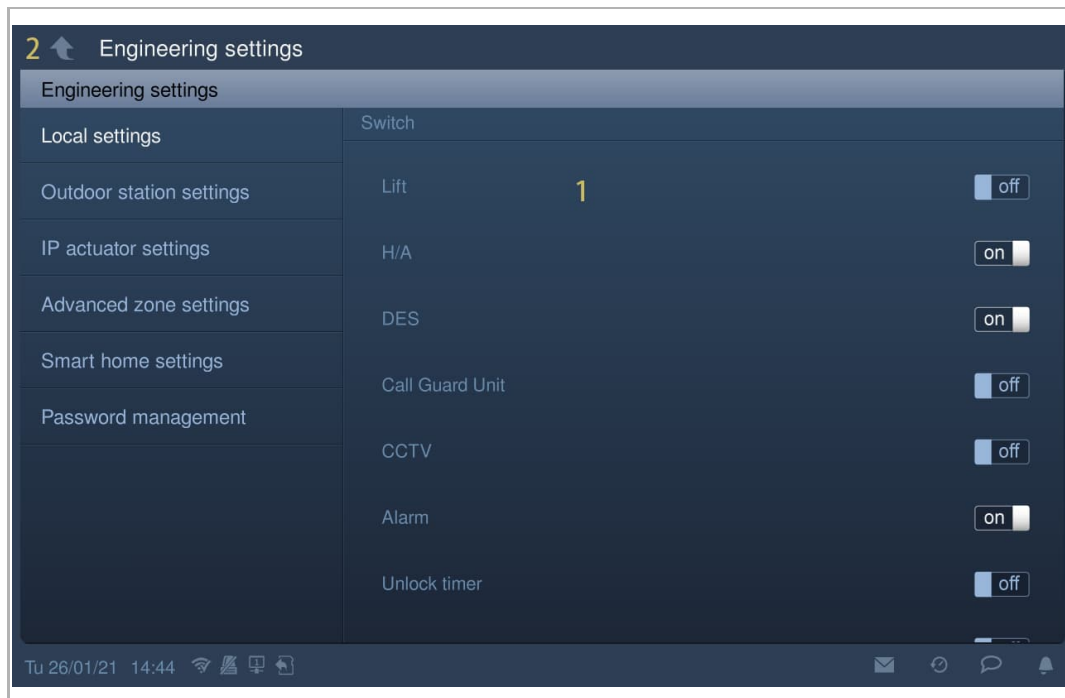 2 Engineering settings
Engineering settings
Local settings
Outdoor station settings
IP actuator settings
Advanced zone settings
Smart home settings
Password management
Switch
Lift 1 off
H/A on
DES on
Call Guard Unit off
CCTV off
Alarm on
Unlock timer off
Tu 26/01/21 14:44